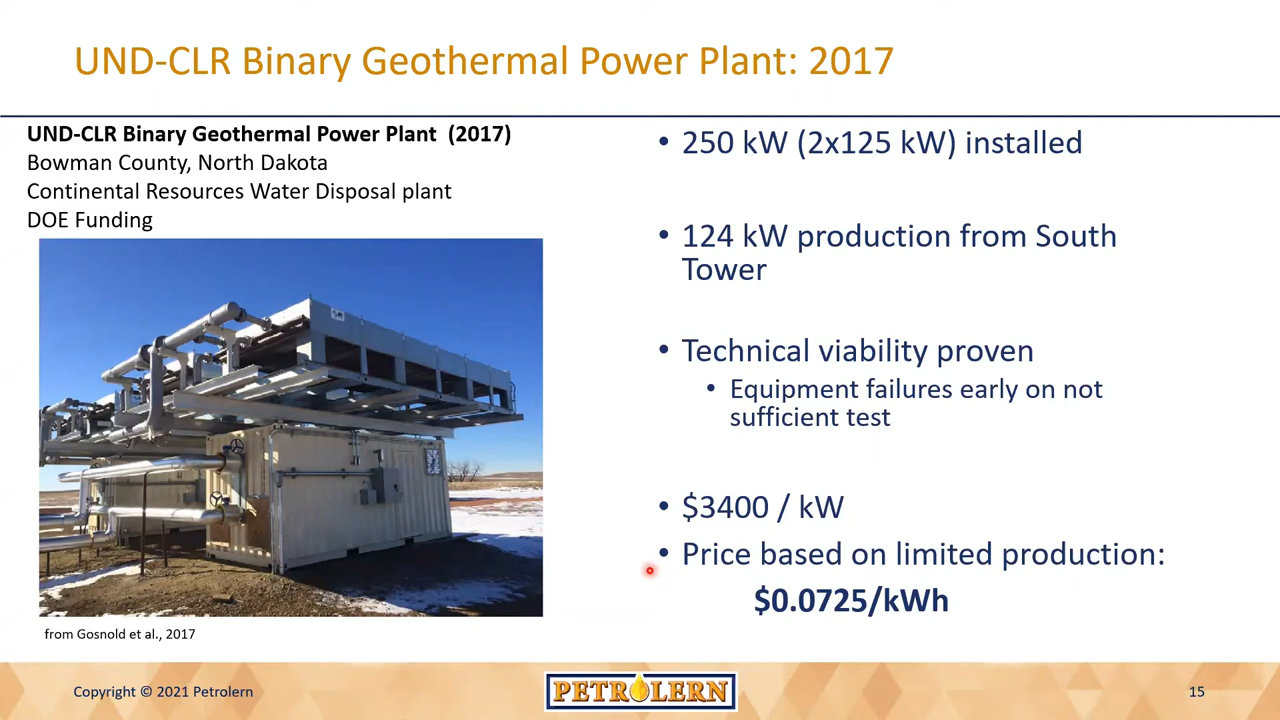 UND-CLR Binary Geothermal Power Plant: 2017
UND-CLR Binary Geothermal Power Plant (2017)
Bowman County, North Dakota
Continental Resources Water Disposal plant
DOE Funding
from Gosnold et al., 2017
• 250 kW (2x125 kW) installed
• 124 kW production from South
Tower
• Technical viability proven
• Equipment failures early on not
sufficient test
• $3400 / kW
• Price based on limited production:
$0.0725/kWh
Copyright © 2021 Petrolern
PETROLERN
15